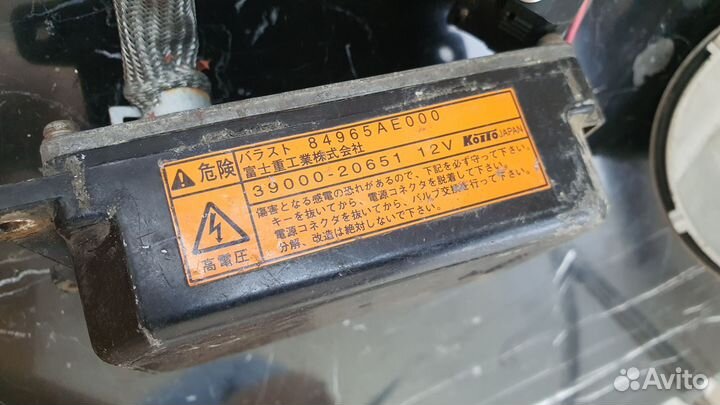 危険 バラスト 84965AE000
富士重工業株式会社
39000-20651 12V KOITO JAPAN
高電圧
傷害となる感電の恐れがあるので、下記を必ず守って下さい。
キーを抜いてから、電源コネクタを脱着して下さい。
電源コネクタを抜いてから、バルブ交換を行って下さい。
分解、改造は絶対しないで下さい。
Avito